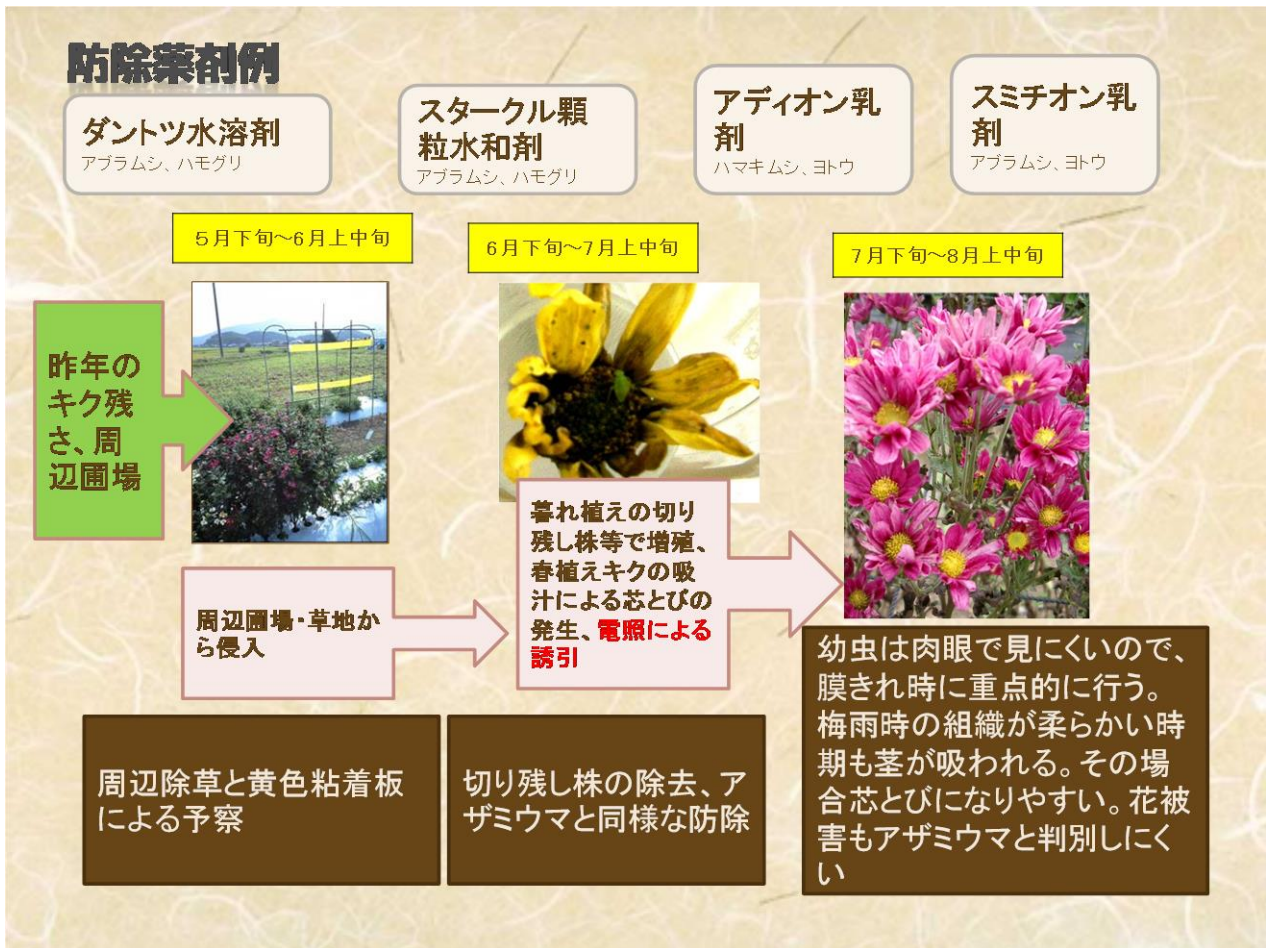 防除薬剤例
ダントツ水溶剤
アブラムシ、ハモグリ
スタークル顆
粒水和剤
アブラムシ、ハモグリ
アディオン乳
剤
ハマキムシ、ヨトウ
スミチオン乳
剤
アブラムシ、ヨトウ
5月下旬～6月上中旬
6月下旬～7月上中旬
7月下旬～8月上中旬
昨年の
キク残
さ、周
辺圃場
周辺圃場・草地か
ら侵入
暮れ植えの切り
残し株等で増殖、
春植えキクの吸
汁による芯とびの
発生、電照による
誘引
周辺除草と黄色粘着板
による予察
切り残し株の除去、ア
ザミウマと同様な防除
幼虫は肉眼で見にくいので、
膜きれ時に重点的に行う。
梅雨時の組織が柔らかい時
期も茎が吸われる。その場
合芯とびになりやすい。花被
害もアザミウマと判別しにく
い